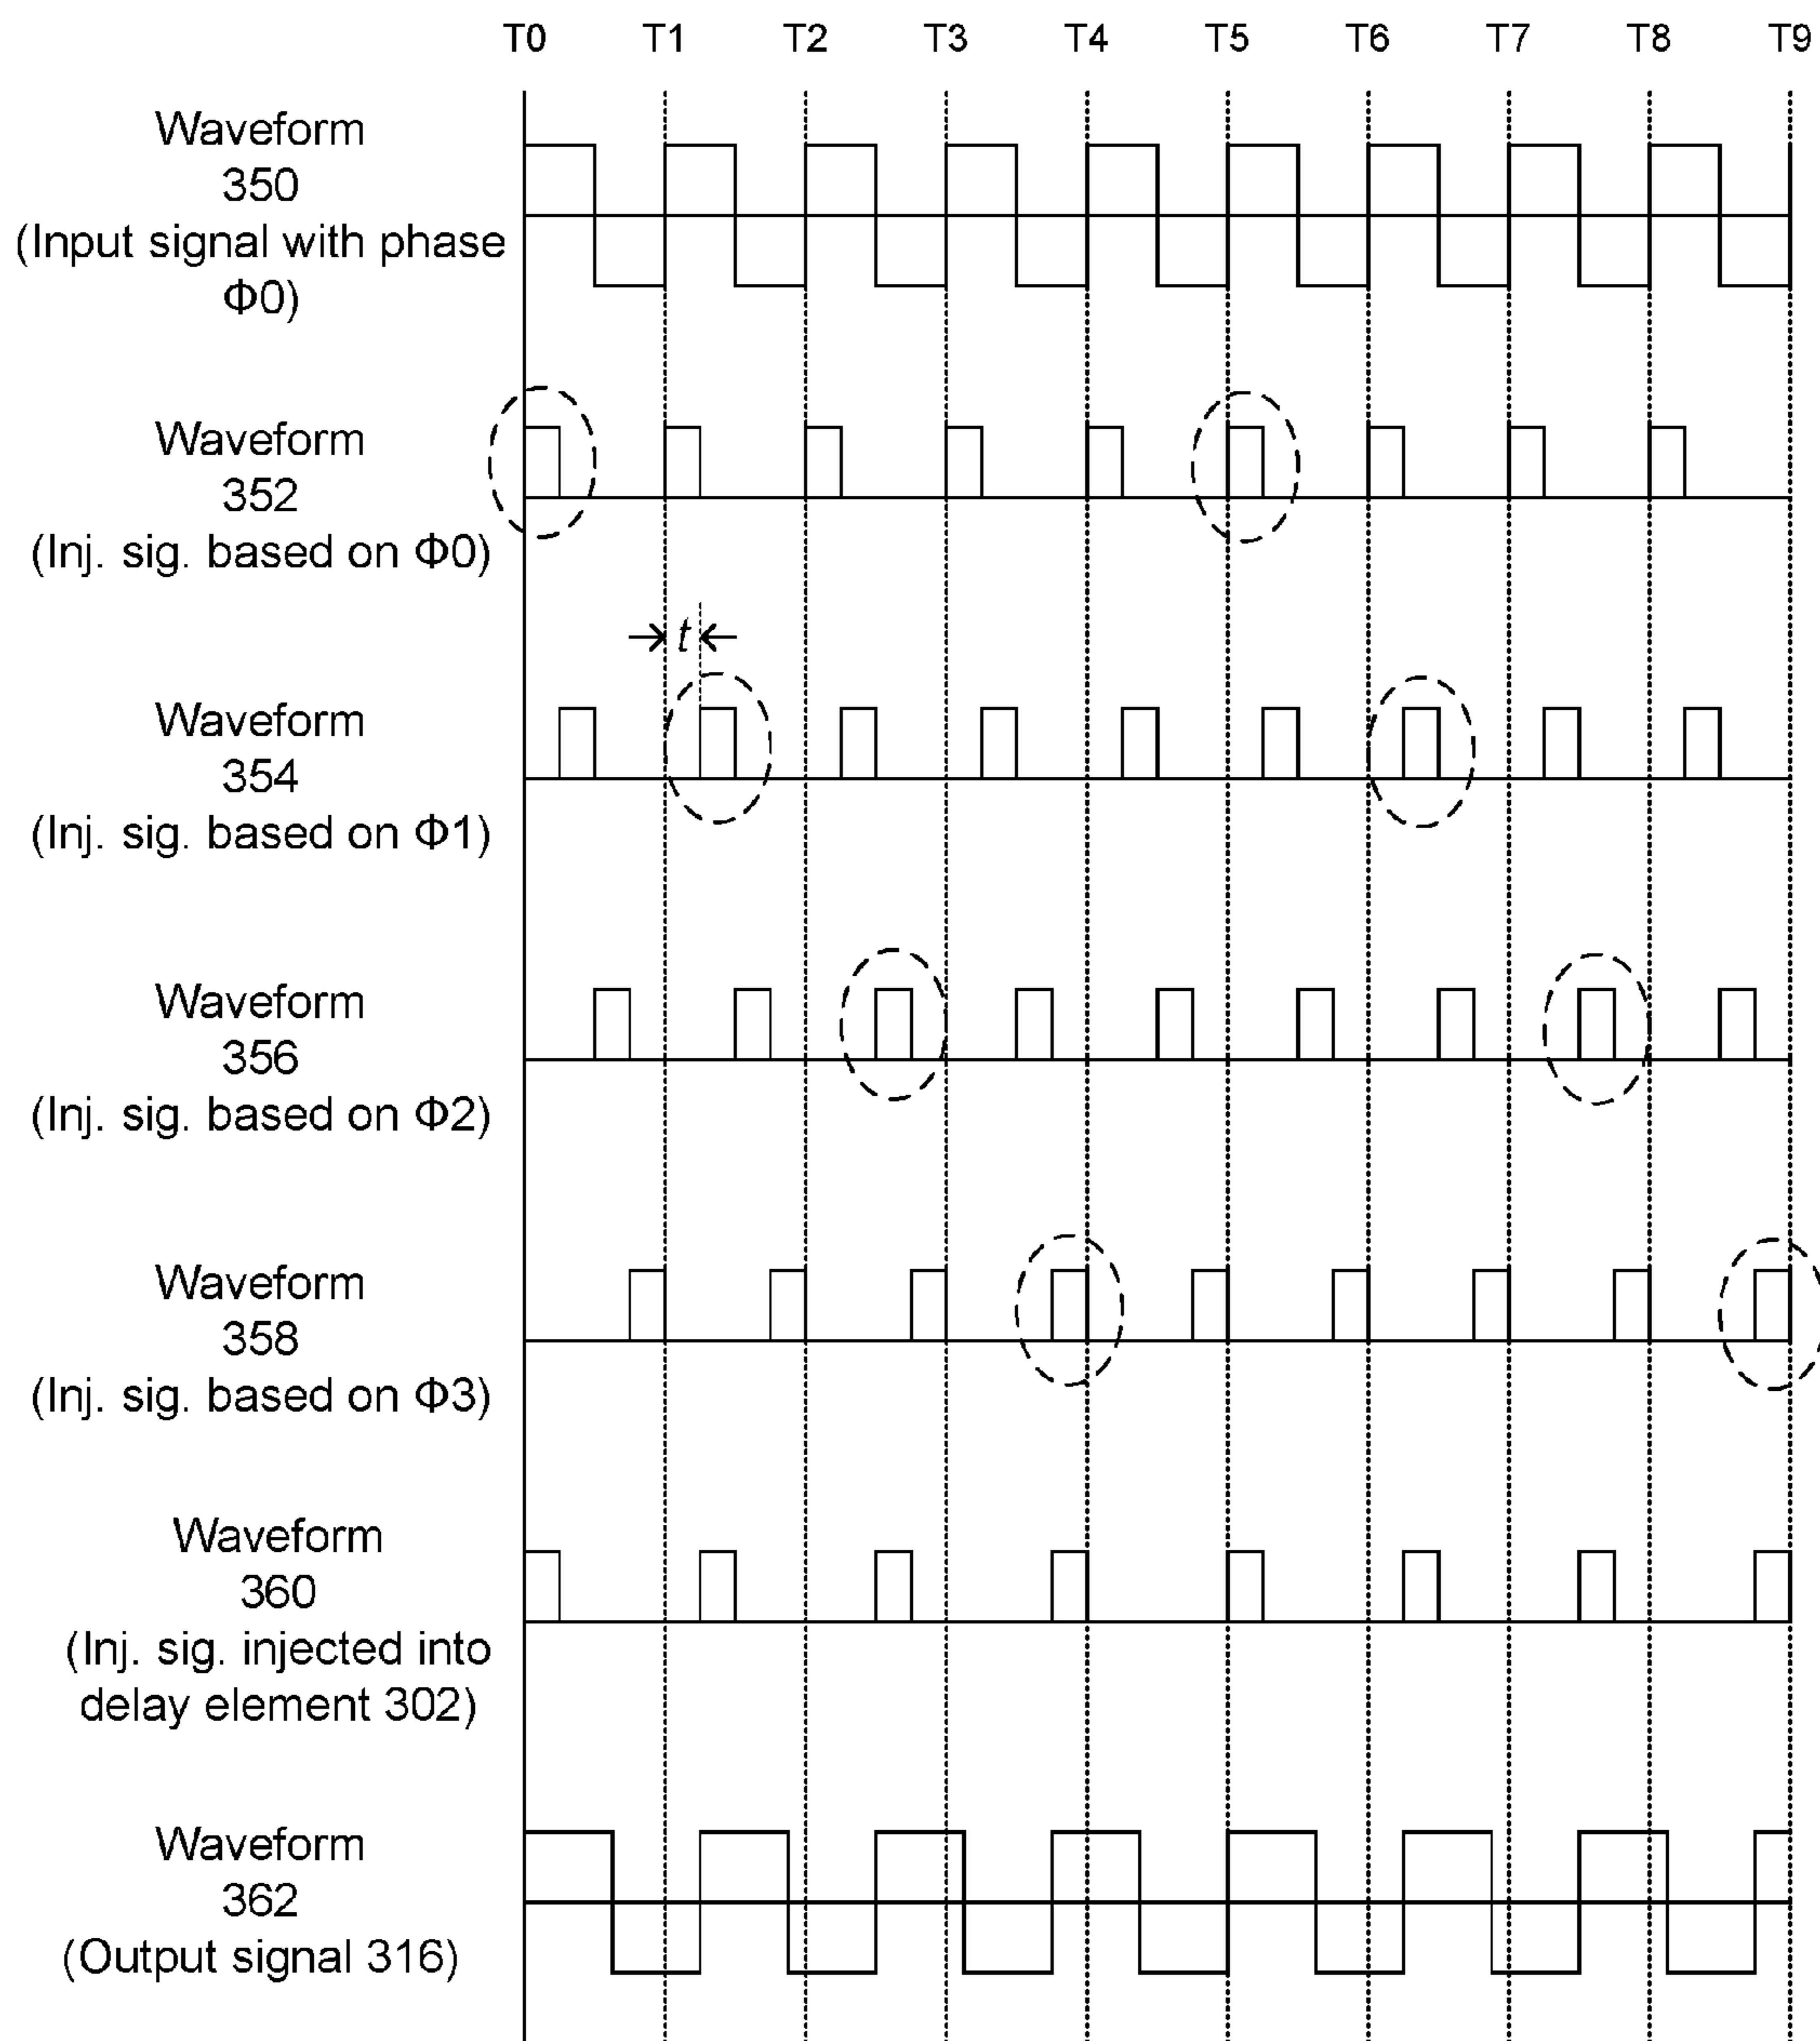 T0 T1 T2 T3 T4 T5 T6 T7 T8 T9
Waveform
350
(Input signal with phase
Φ0)
Waveform
352
(Inj. sig. based on Φ0)
t
Waveform
354
(Inj. sig. based on Φ1)
Waveform
356
(Inj. sig. based on Φ2)
Waveform
358
(Inj. sig. based on Φ3)
Waveform
360
(Inj. sig. injected into
delay element 302)
Waveform
362
(Output signal 316)